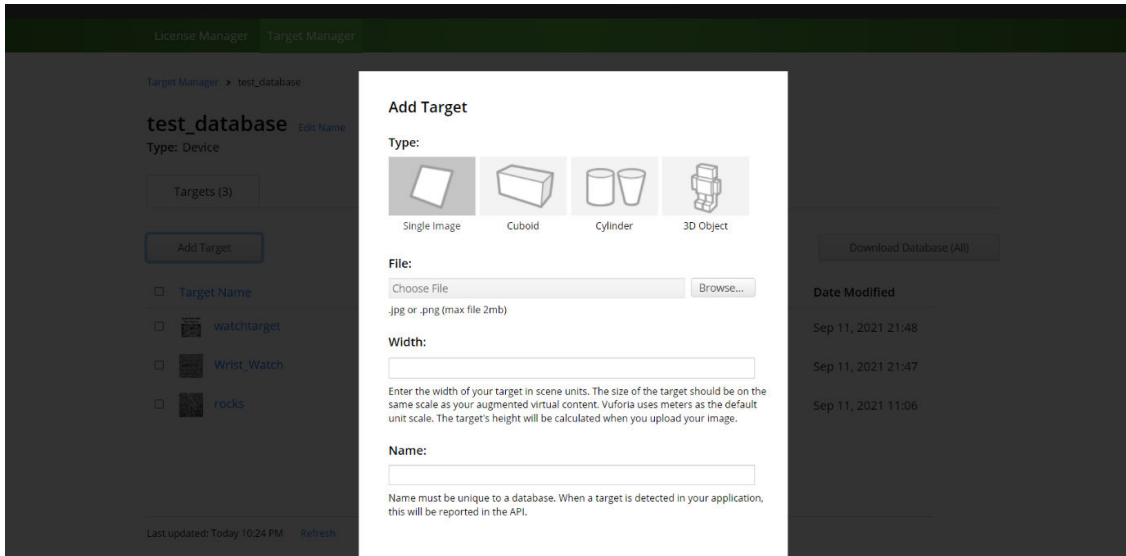 License Manager Target Manager
Target Manager > test_database
test_database Edit Name
Type: Device
Targets (3)
Add Target
Download Database (All)
Target Name
Date Modified
watchtarget
Sep 11, 2021 21:48
Wrist_Watch
Sep 11, 2021 21:47
rocks
Sep 11, 2021 11:06
Last updated: Today 10:24 PM Refresh
Add Target
Type:
Single Image Cuboid Cylinder 3D Object
File:
Choose File Browse...
.jpg or .png (max file 2mb)
Width:
Enter the width of your target in scene units. The size of the target should be on the
same scale as your augmented virtual content. Vuforia uses meters as the default
unit scale. The target's height will be calculated when you upload your image.
Name:
Name must be unique to a database. When a target is detected in your application,
this will be reported in the API.